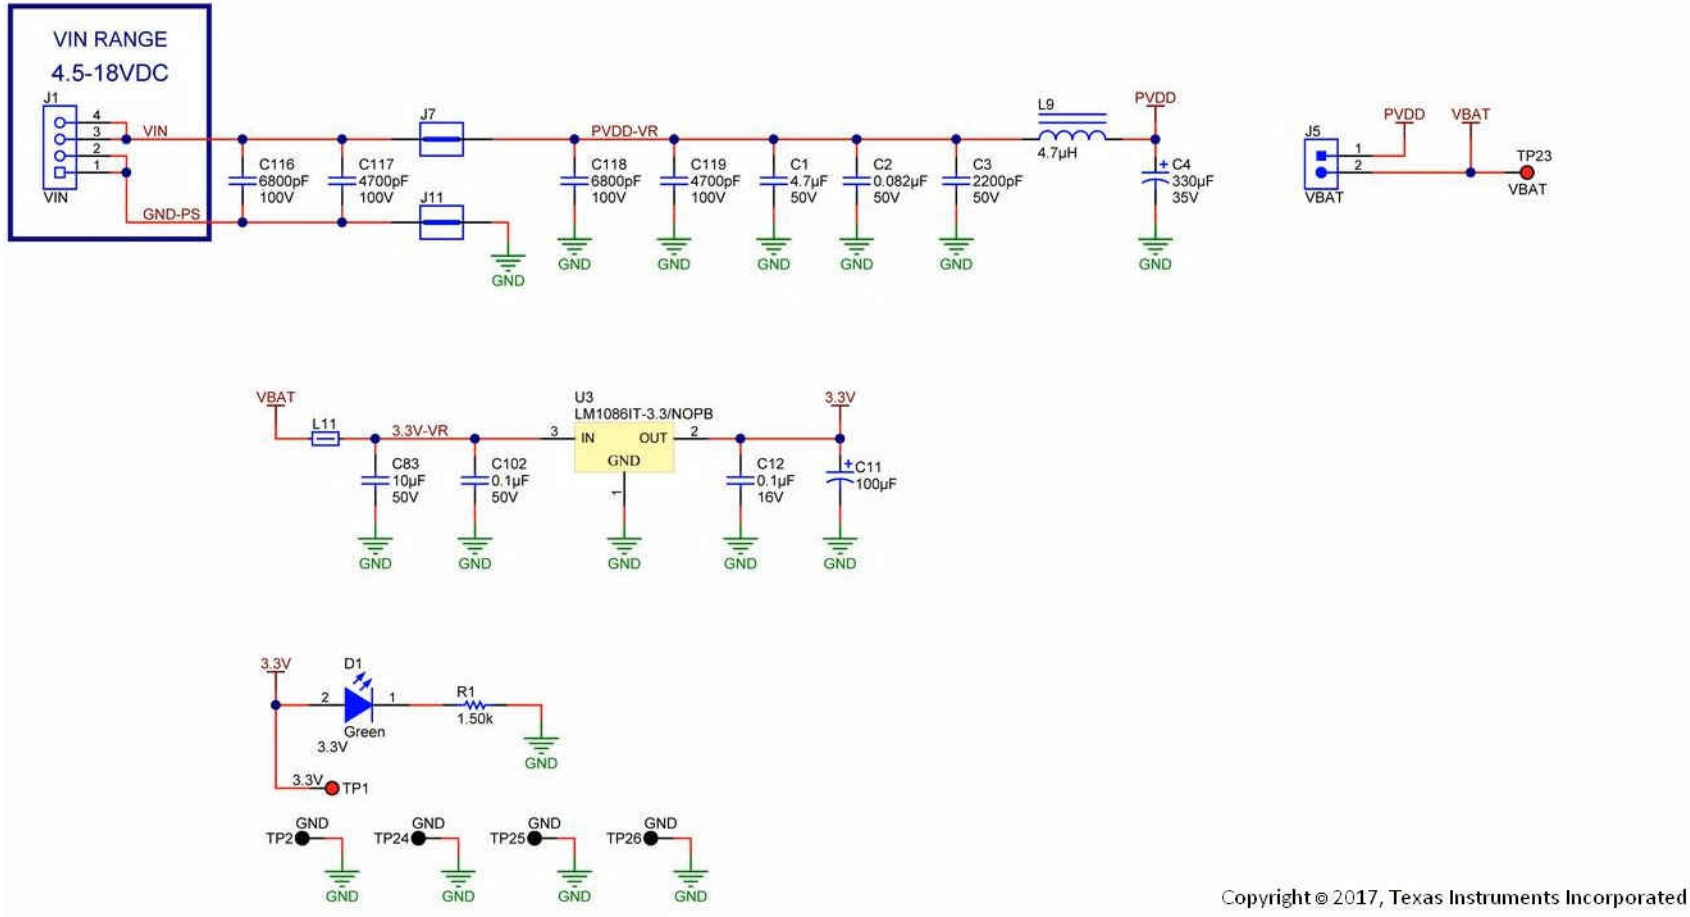 VIN RANGE
4.5-18VDC
J1
4
3
2
1
VIN
VIN
GND-PS
C116
6800pF
100V
C117
4700pF
100V
J7
J11
GND
PVDD-VR
C118
6800pF
100V
GND
C119
4700pF
100V
GND
C1
4.7µF
50V
GND
C2
0.082µF
50V
GND
C3
2200pF
50V
GND
L9
4.7µH
PVDD
C4
330µF
35V
GND
J5
1
2
VBAT
PVDD
VBAT
TP23
VBAT
VBAT
L11
3.3V-VR
C83
10µF
50V
GND
C102
0.1µF
50V
GND
U3
LM1086IT-3.3/NOPB
3
IN
OUT
2
GND
1
GND
C12
0.1µF
16V
GND
3.3V
C11
100µF
GND
3.3V
D1
2
1
Green
3.3V
R1
1.50k
GND
3.3V
TP1
GND
TP2
GND
GND
TP24
GND
GND
TP25
GND
GND
TP26
GND
Copyright © 2017, Texas Instruments Incorporated